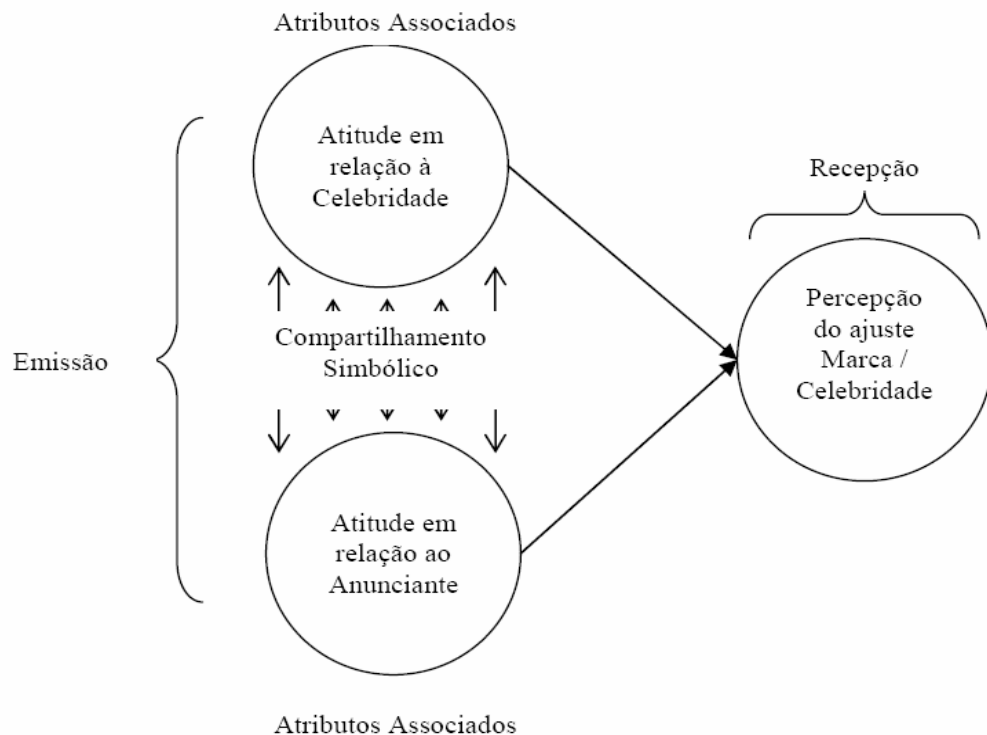 Atributos Associados
Atitude em
relação à
Celebridade
Recepção
Percepção
do ajuste
Marca /
Celebridade
Compartilhamento
Simbólico
Emissão
Atitude em
relação ao
Anunciante
Atributos Associados